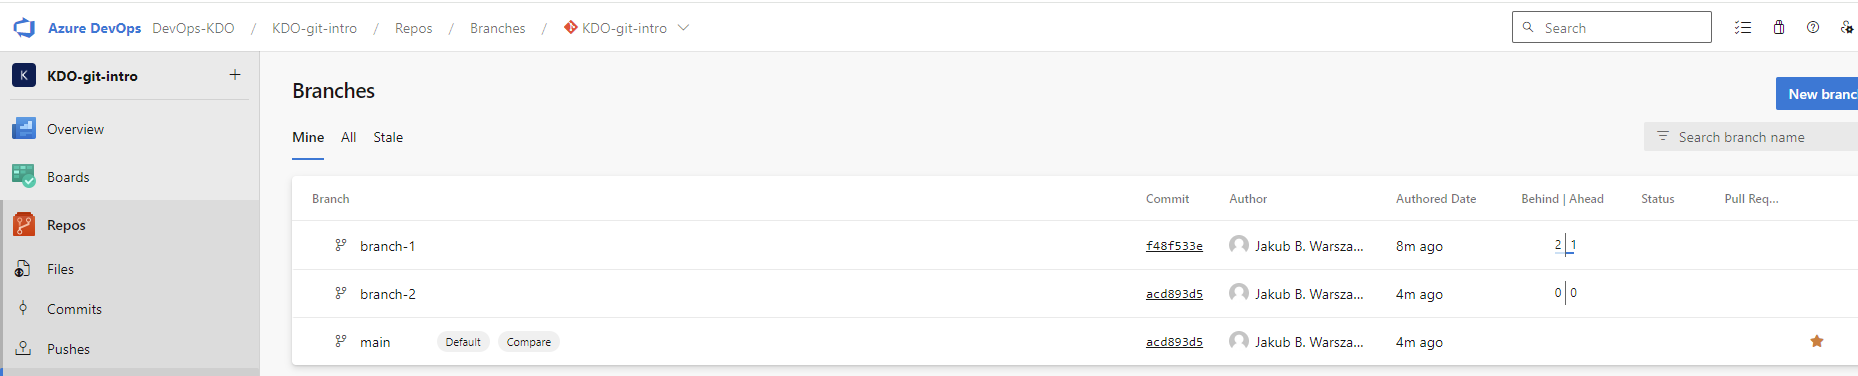 Azure DevOps DevOps-KDO / KDO-git-intro / Repos / Branches / KDO-git-intro Search
K KDO-git-intro +
Overview
Boards
Repos
Files
Commits
Pushes
Branches New branc
Mine All Stale
Search branch name
Branch Commit Author Authored Date Behind | Ahead Status Pull Req...
branch-1 f48f533e Jakub B. Warsza... 8m ago 2 | 1
branch-2 acd893d5 Jakub B. Warsza... 4m ago 0 | 0
main Default Compare acd893d5 Jakub B. Warsza... 4m ago